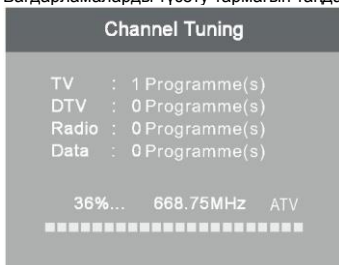 Channel Tuning
TV : 1 Programme(s)
DTV : 0 Programme(s)
Radio : 0 Programme(s)
Data : 0 Programme(s)
36%... 668.75MHz ATV